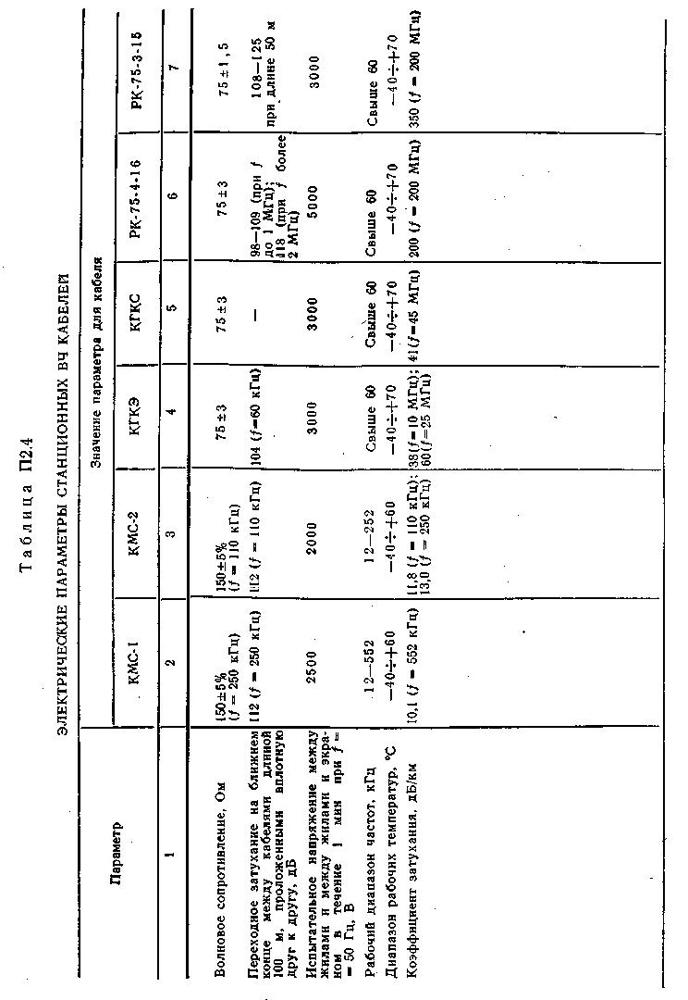 Таблица П2.4
ЭЛЕКТРИЧЕСКИЕ ПАРАМЕТРЫ СТАНЦИОННЫХ ВЧ КАБЕЛЕЙ
Параметр
Значение параметра для кабеля
КМС-1 КМС-2 КГКЭ КГКС РК-75-4-16 РК-75-3-15
1 2 3 4 5 6 7
Волновое сопротивление, Ом
150±5%
(f = 250 кГц)
150±5%
(f = 110 кГц)
75±3
75±3
75±3
75±1,5
Переходное затухание на ближнем
конце между кабелями длиной
100 м, проложенными вплотную
друг к другу, дБ
112 (f = 250 кГц)
112 (f = 110 кГц)
104 (f=60 кГц)
—
98—109 (при f
до 1 МГц);
118 (при f более
2 МГц)
108—125
при длине 50 м
Испытательное напряжение между
жилами и между жилами и экра-
ном в течение 1 мин при f =
= 50 Гц, В
2500 2000 3000 3000 5000 3000
Рабочий диапазон частот, кГц
12—552 12—252 Свыше 60 Свыше 60 Свыше 60 Свыше 60
Диапазон рабочих температур, °С
—40÷+60 —40÷+60 —40÷+70 —40÷+70 —40÷+70 —40÷+70
Коэффициент затухания, дБ/км
10,1 (f = 552 кГц)
11,8 (f = 110 кГц);
13,0 (f = 250 кГц)
38(f=10 МГц);
60(f=25 МГц)
41(f=45 МГц)
200 (f = 200 МГц)
350 (f = 200 МГц)